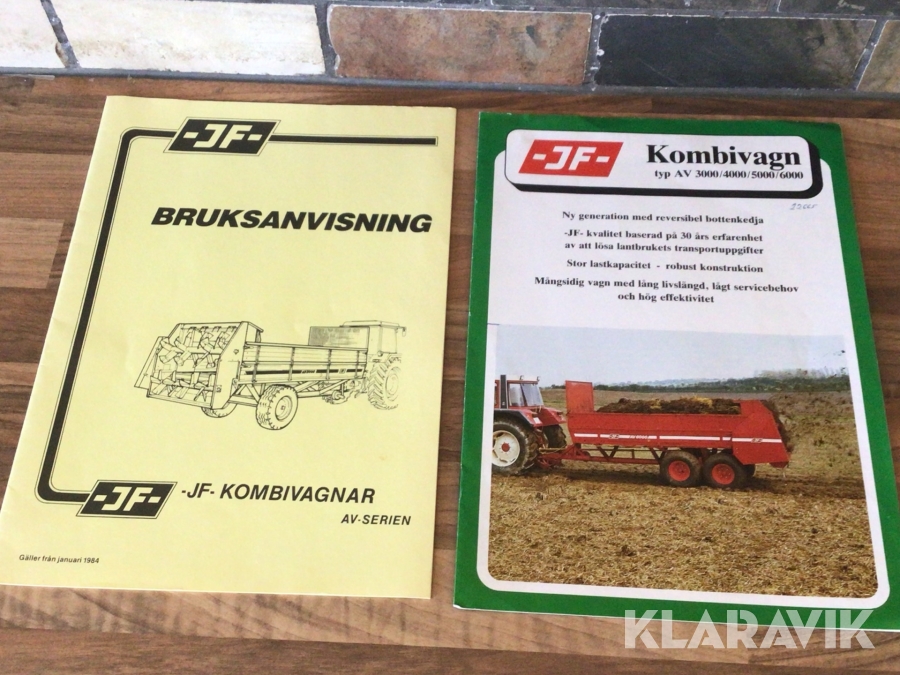 -JF-
BRUKSANVISNING
-JF-
-JF- KOMBIVAGNAR
AV-SERIEN
Gäller från januari 1984
-JF-
Kombivagn
typ AV 3000/4000/5000/6000
Ny generation med reversibel bottenkedja
-JF- kvalitet baserad på 30 års erfarenhet
av att lösa lantbrukets transportuppgifter
Stor lastkapacitet - robust konstruktion
Mångsidig vagn med lång livslängd, lågt servicebehov
och hög effektivitet
KLARAVIK